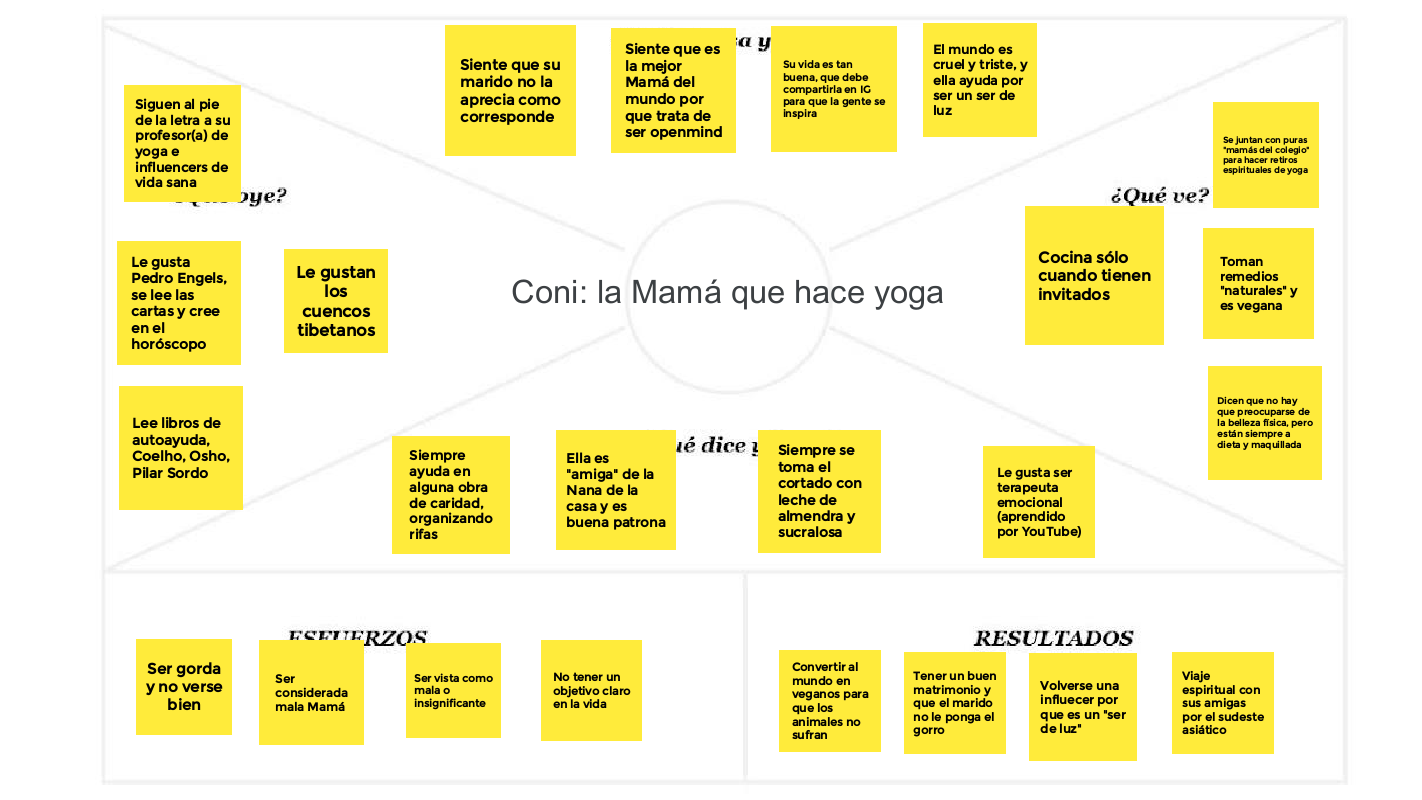 a y
Siente que su
marido no la
aprecia como
corresponde
Siente que es
la mejor
Mamá del
mundo por
que trata de
ser openmind
Su vida es tan
buena, que debe
compartirla en IG
para que la gente se
inspira
El mundo es
cruel y triste, y
ella ayuda por
ser un ser de
luz
Siguen al pie
de la letra a su
profesor(a) de
yoga e
influencers de
vida sana
oye?
Le gusta
Pedro Engels,
se lee las
cartas y cree
en el
horóscopo
Le gustan
los
cuencos
tibetanos
Lee libros de
autoayuda,
Coelho, Osho,
Pilar Sordo
Coni: la Mamá que hace yoga
¿Qué ve?
Se juntan con puras
"mamás del colegio"
para hacer retiros
espirituales de yoga
Cocina sólo
cuando tienen
invitados
Toman
remedios
"naturales" y
es vegana
Dicen que no hay
que preocuparse de
la belleza física, pero
están siempre a
dieta y maquillada
ué dice y
Siempre
ayuda en
alguna obra
de caridad,
organizando
rifas
Ella es
"amiga" de la
Nana de la
casa y es
buena patrona
Siempre se
toma el
cortado con
leche de
almendra y
sucralosa
Le gusta ser
terapeuta
emocional
(aprendido
por YouTube)
ESFUERZOS
Ser gorda
y no verse
bien
Ser
considerada
mala Mamá
Ser vista como
mala o
insignificante
No tener un
objetivo claro
en la vida
RESULTADOS
Convertir al
mundo en
veganos para
que los
animales no
sufran
Tener un buen
matrimonio y
que el marido
no le ponga el
gorro
Volverse una
influecer por
que es un "ser
de luz"
Viaje
espiritual con
sus amigas
por el sudeste
asiático